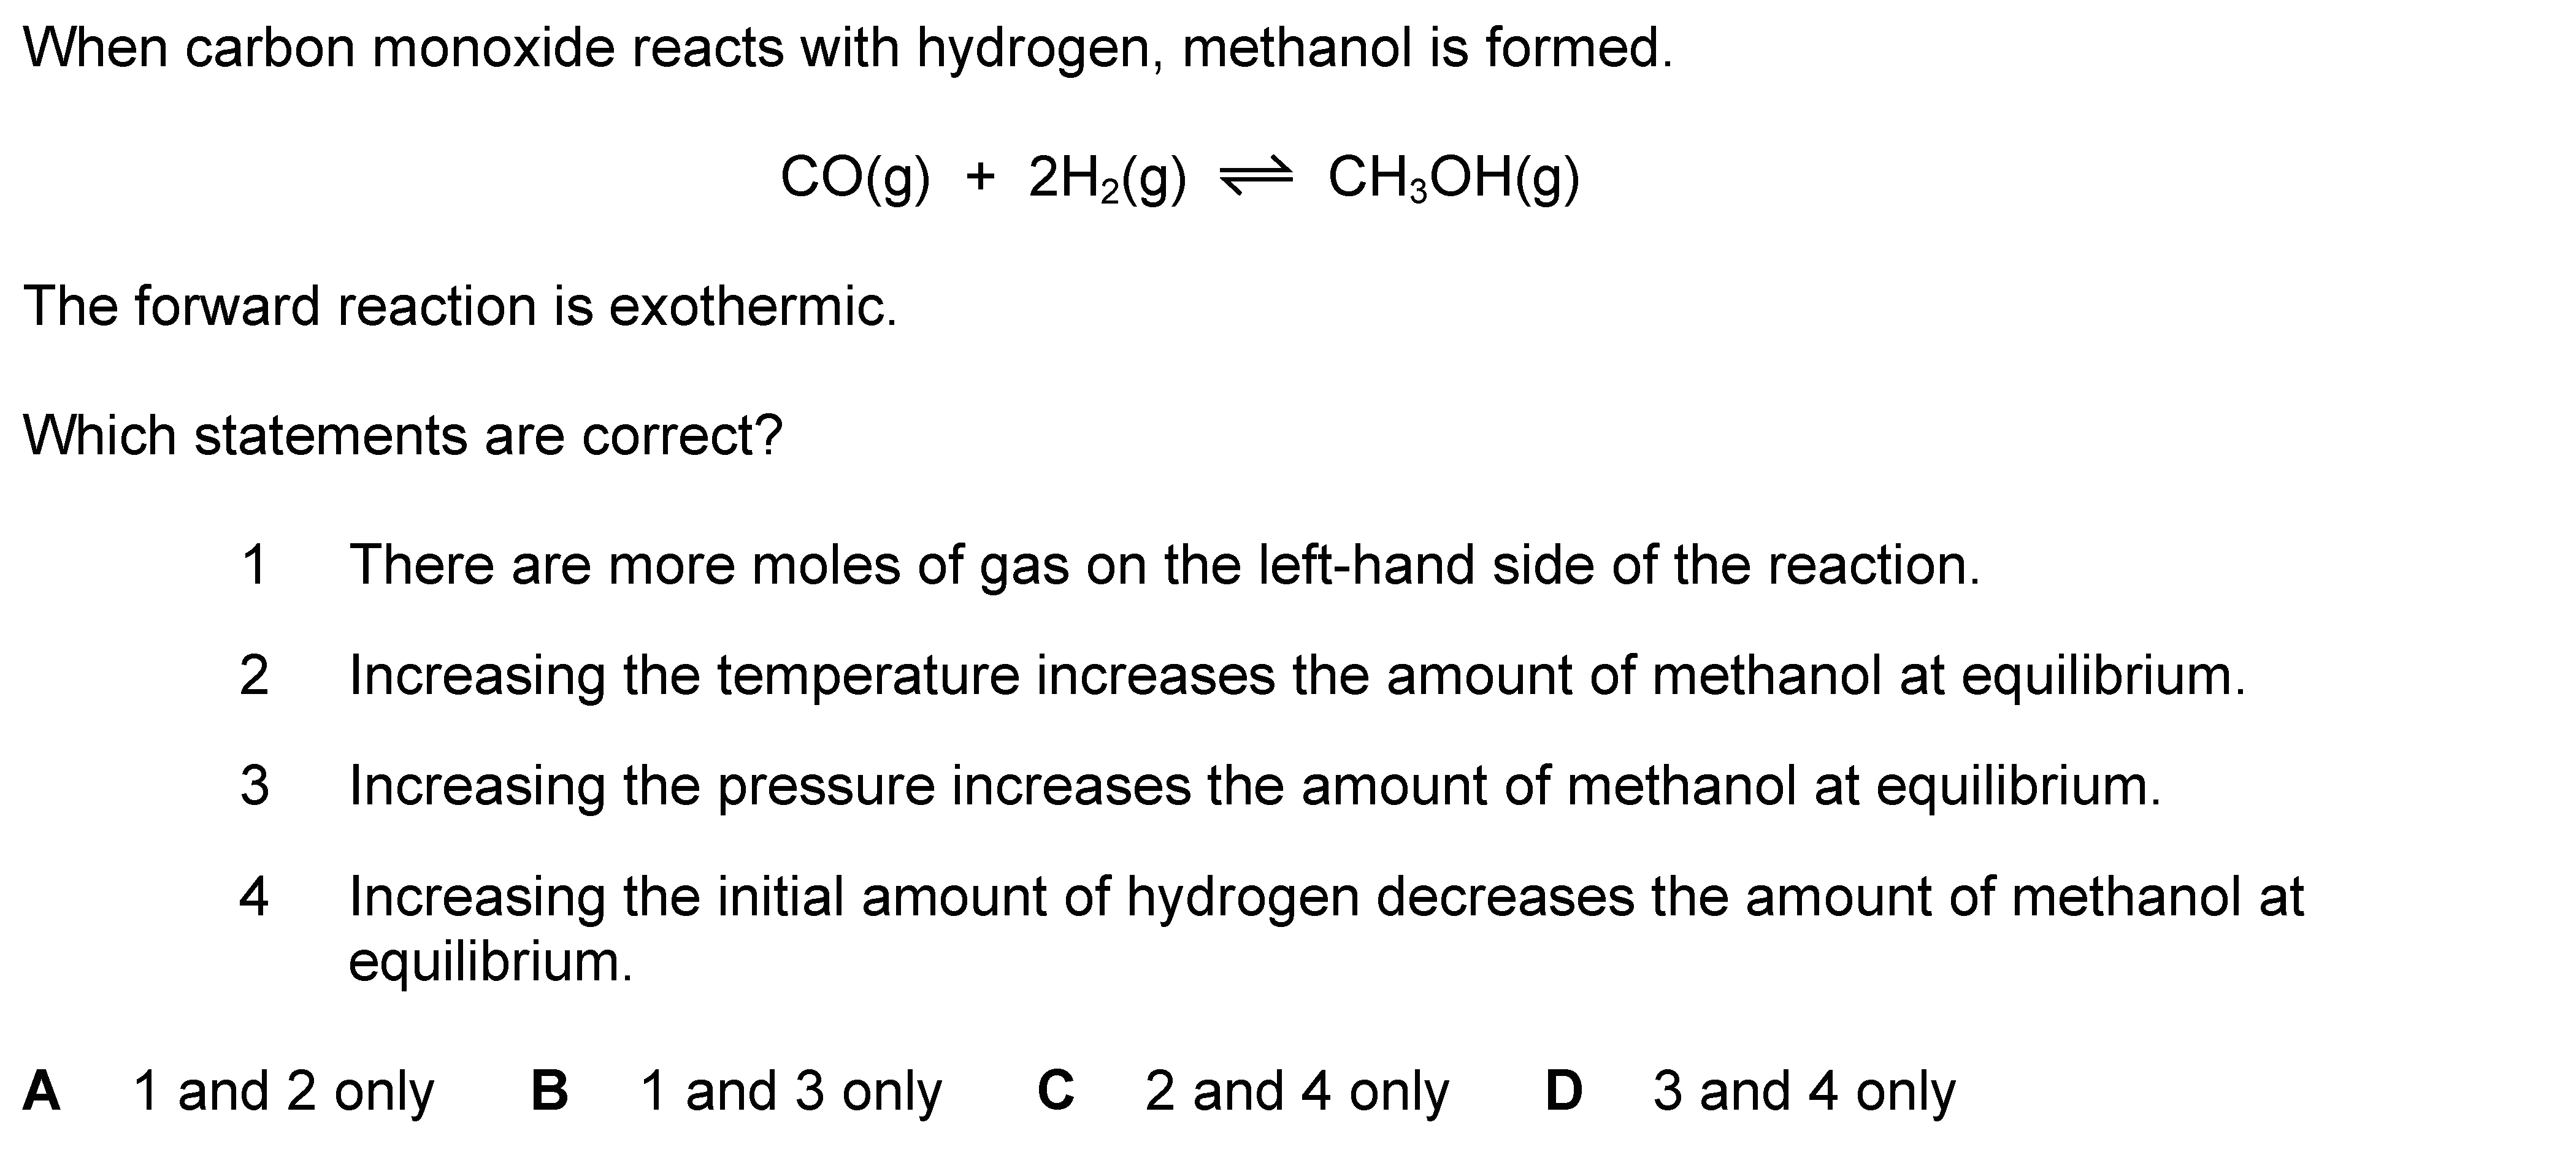 When carbon monoxide reacts with hydrogen, methanol is formed.
CO(g) + 2H₂(g) ⇌ CH₃OH(g)
The forward reaction is exothermic.
Which statements are correct?
1 There are more moles of gas on the left-hand side of the reaction.
2 Increasing the temperature increases the amount of methanol at equilibrium.
3 Increasing the pressure increases the amount of methanol at equilibrium.
4 Increasing the initial amount of hydrogen decreases the amount of methanol at
equilibrium.
A 1 and 2 only B 1 and 3 only C 2 and 4 only D 3 and 4 only